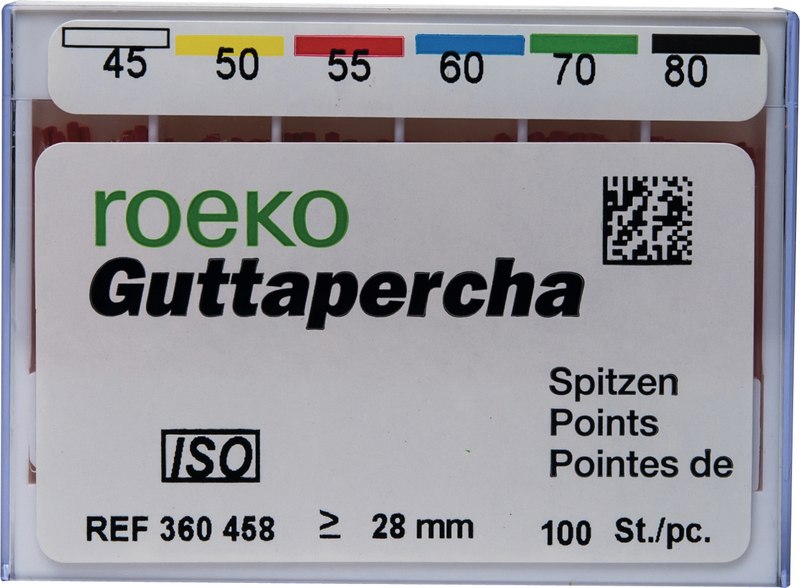 45 50 55 60 70 80
roeko
Guttapercha
Spitzen
Points
Pointes de
ISO
REF 360 458 ≥ 28 mm 100 St./pc.